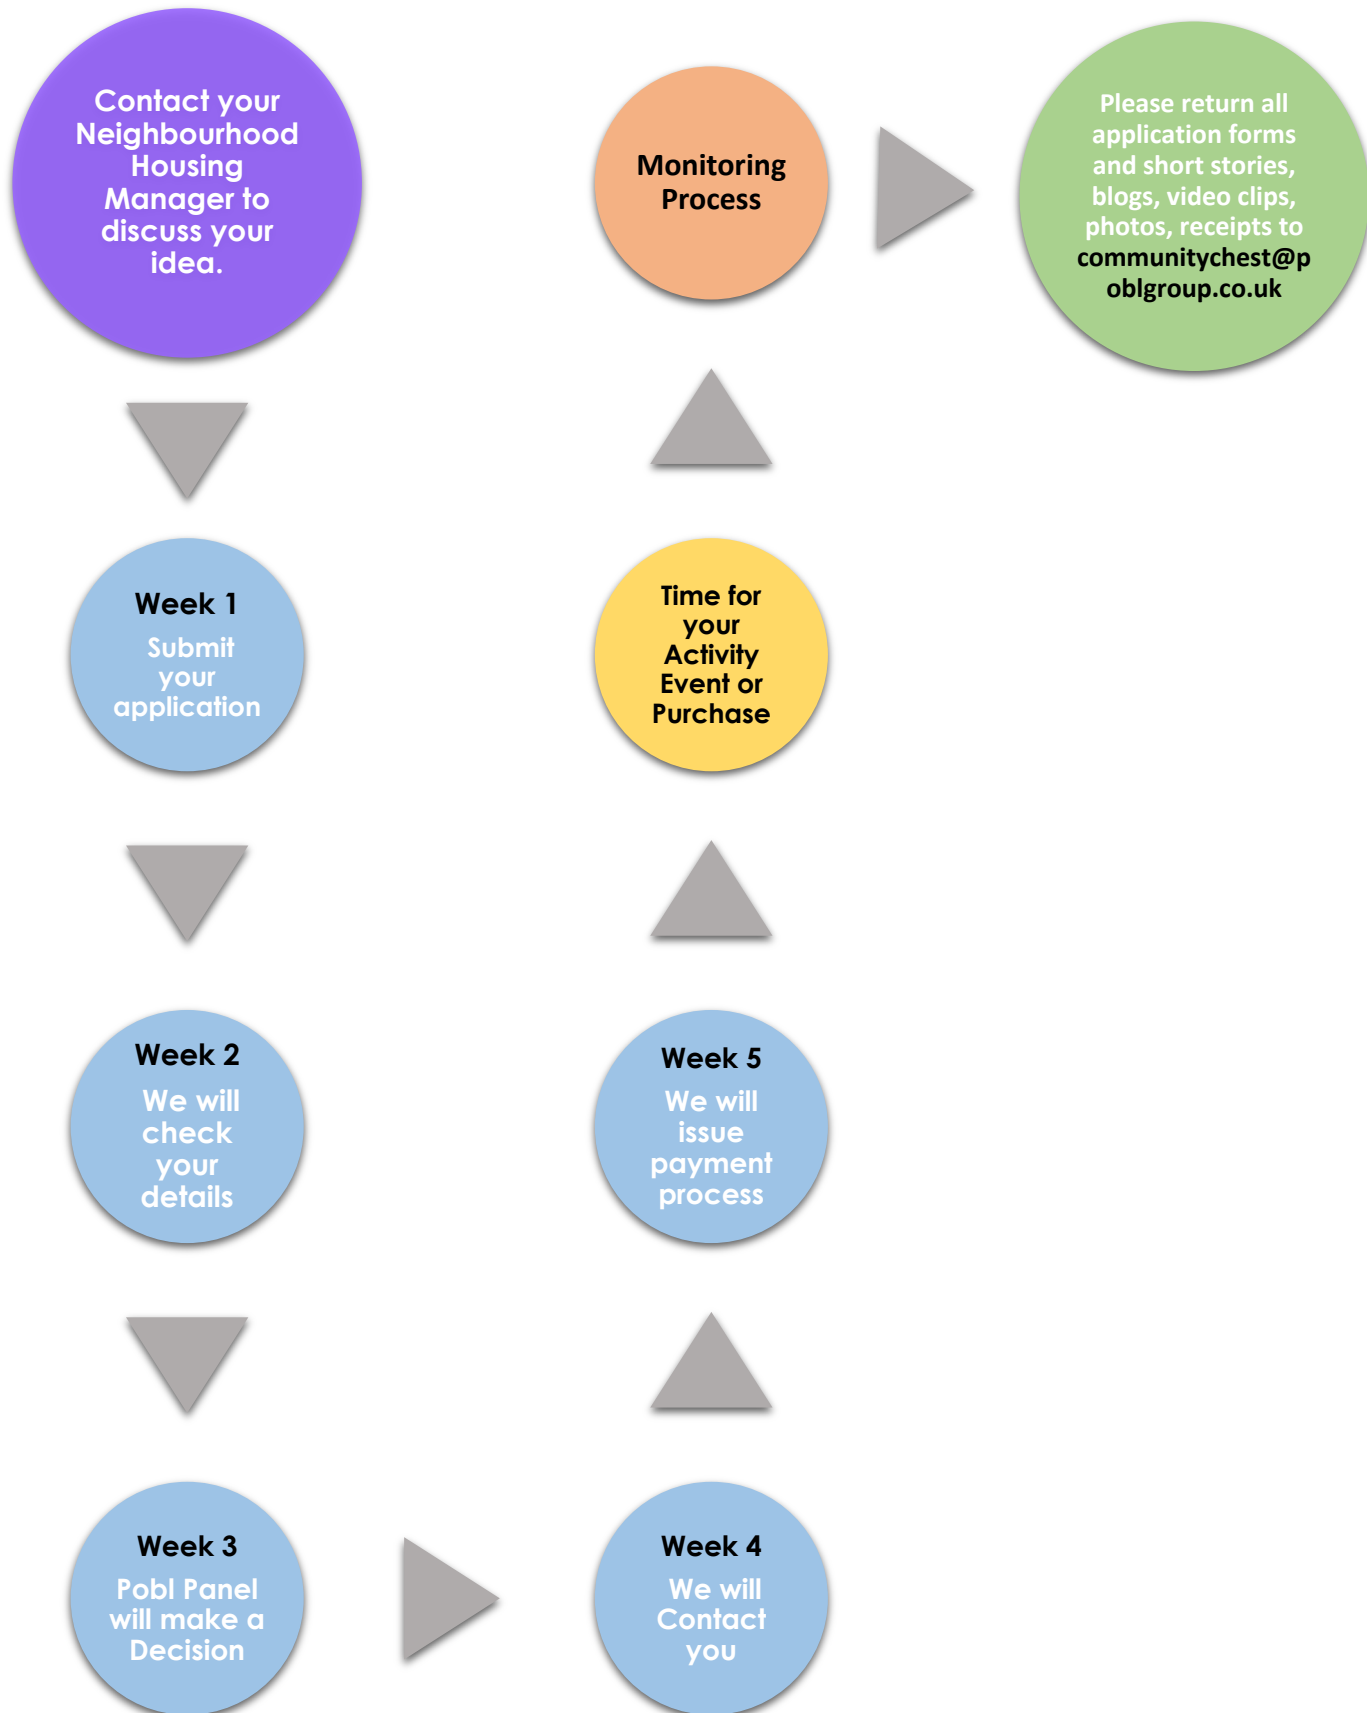 Contact your
Neighbourhood
Housing
Manager to
discuss your
idea.
Week 1
Submit
your
application
Week 2
We will
check
your
details
Week 3
Pobl Panel
will make a
Decision
Week 4
We will
Contact
you
Week 5
We will
issue
payment
process
Time for
your
Activity
Event or
Purchase
Monitoring
Process
Please return all
application forms
and short stories,
blogs, video clips,
photos, receipts to
communitychest@p
oblgroup.co.uk